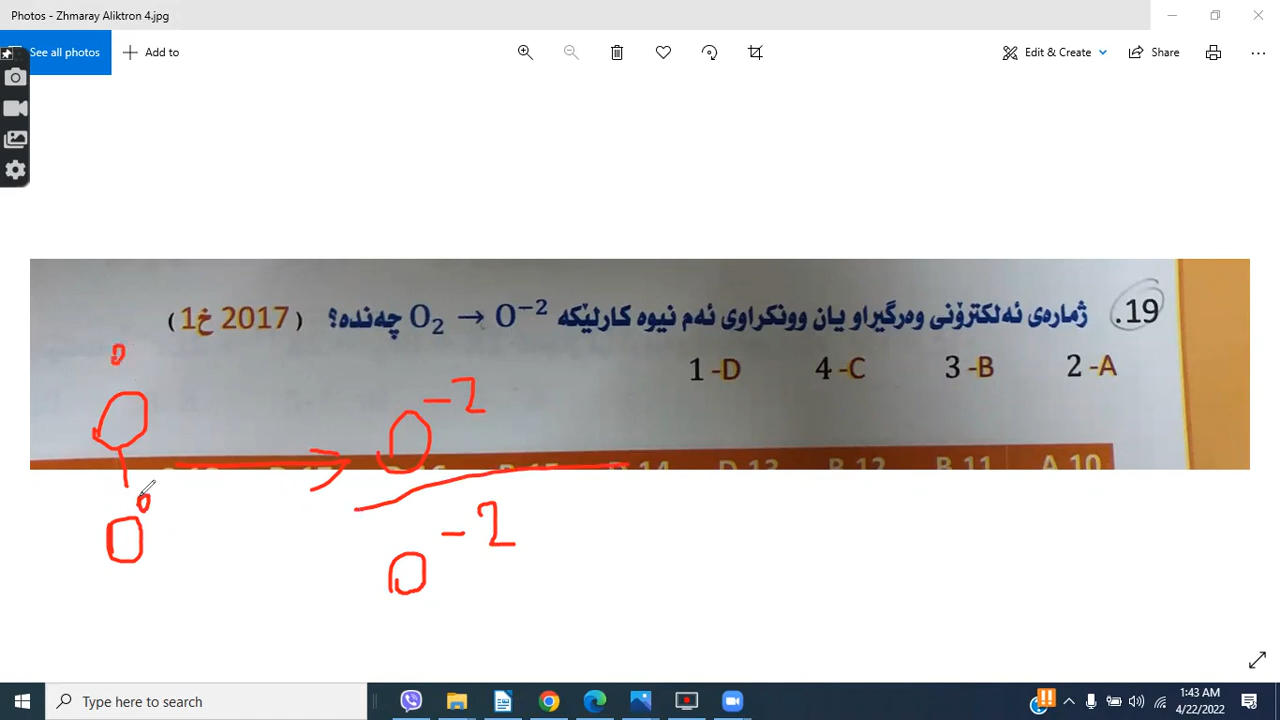 Photos - Zhmaray Aliktron 4.jpg
See all photos
Add to
Edit & Create
Share
19. ژمارەی ئەلکترۆنی وەرگیراو یان وونکراوی ئەم نیوە کارلێکە O₂ → O⁻² چەندە؟ (2017 خ1)
A- 2 B- 3 C- 4 D- 1
A.10 B.11 B.12 D.13
0
O → O⁻²
0
O O⁻²
Type here to search
1:43 AM
4/22/2022